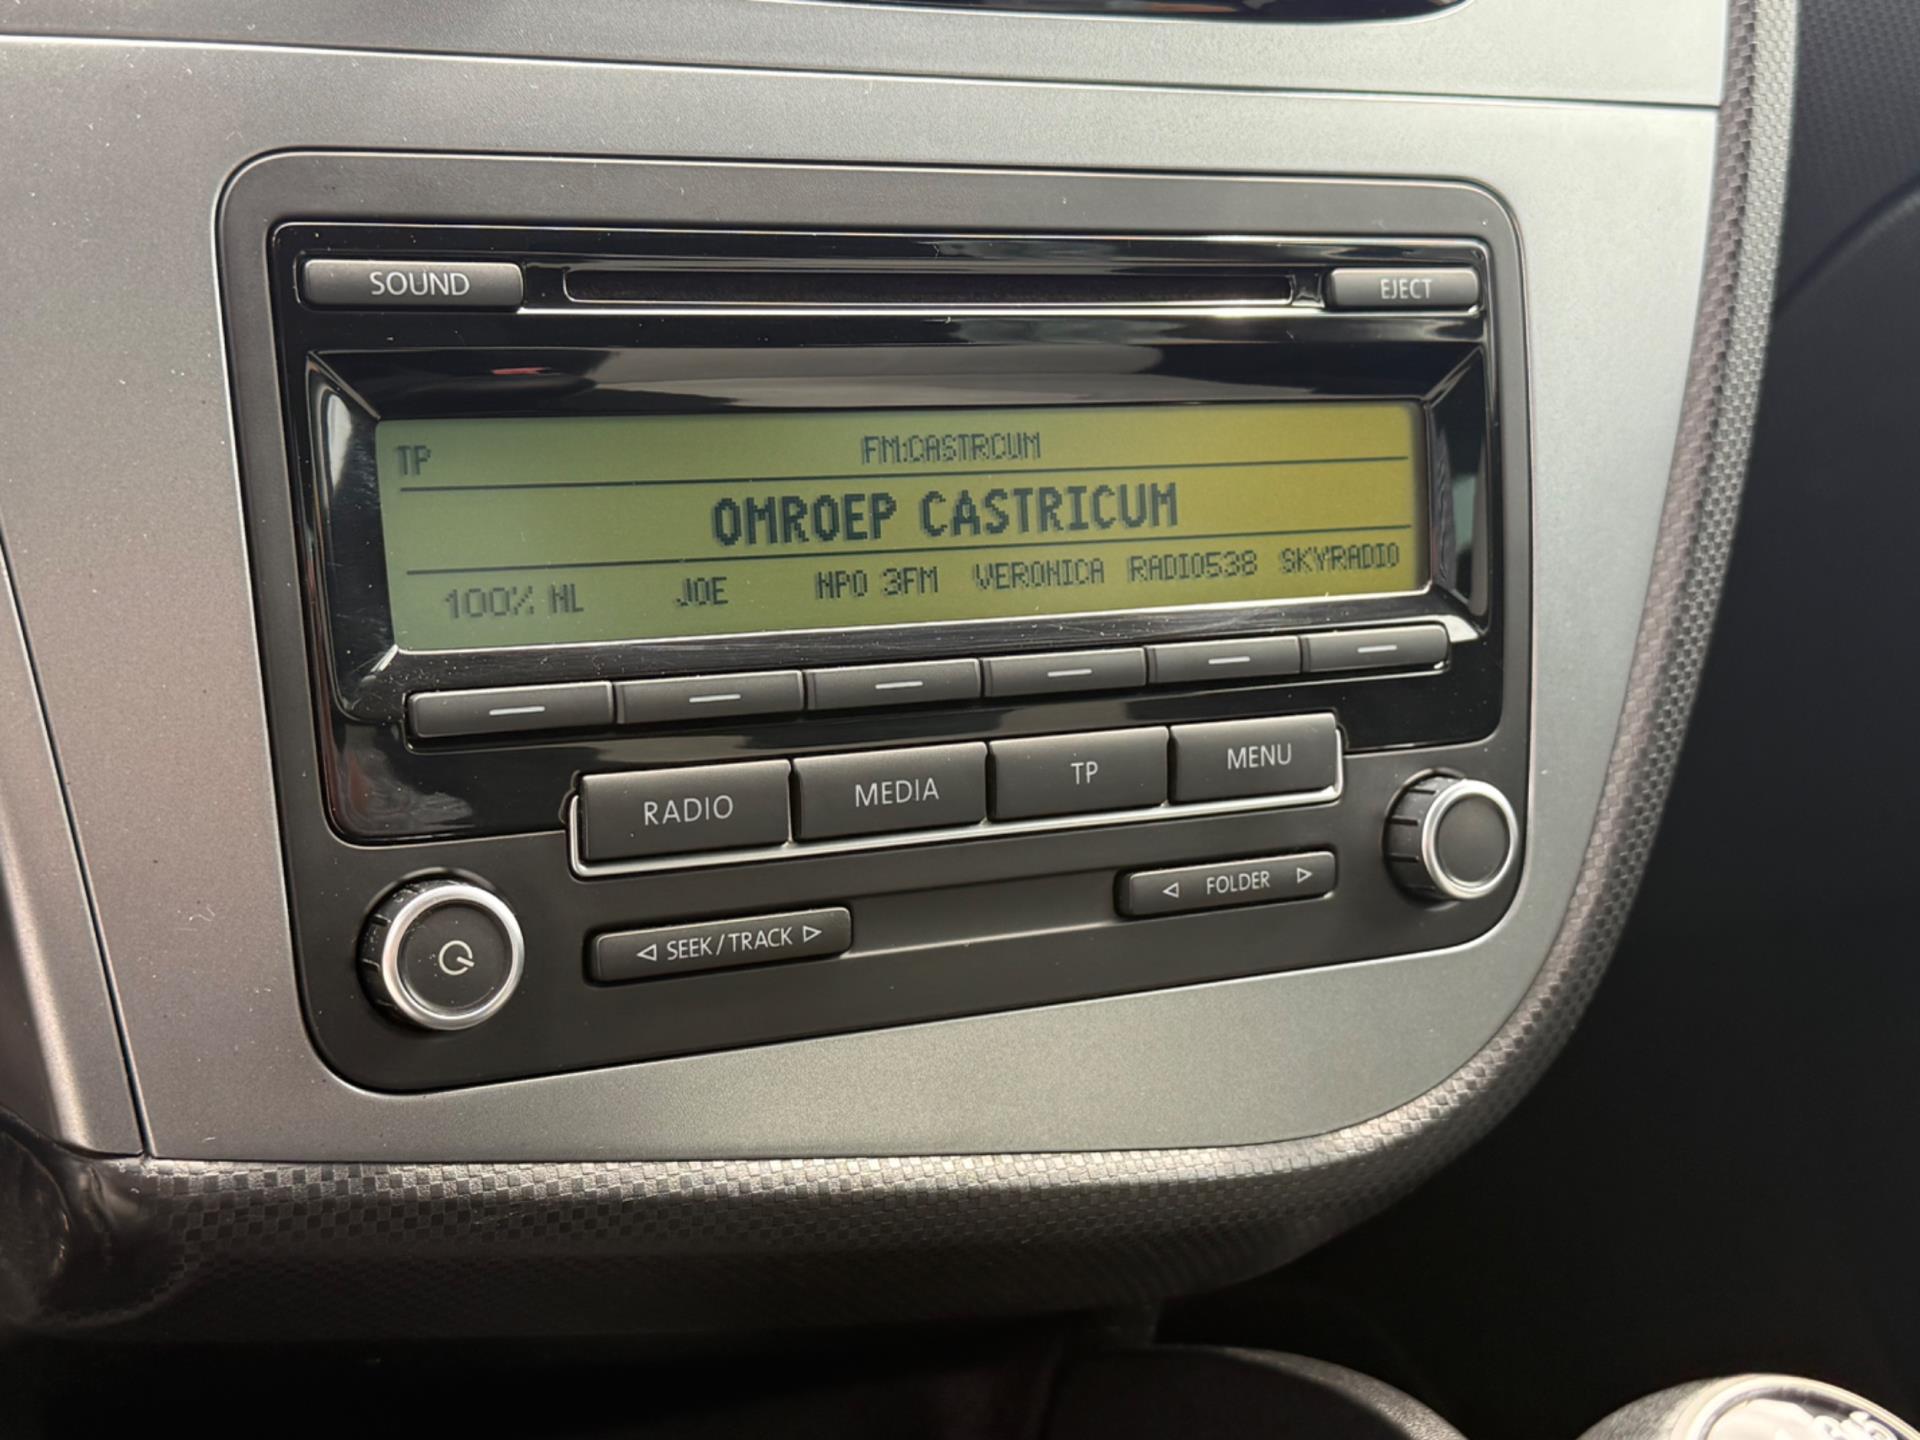 SOUND
EJECT
TP
FM:CASTRCUM
OMROEP CASTRICUM
100% NL JOE NPO 3FM VERONICA RADIO538 SKYRADIO
RADIO MEDIA TP MENU
◁ SEEK/TRACK ▷
◁ FOLDER ▷